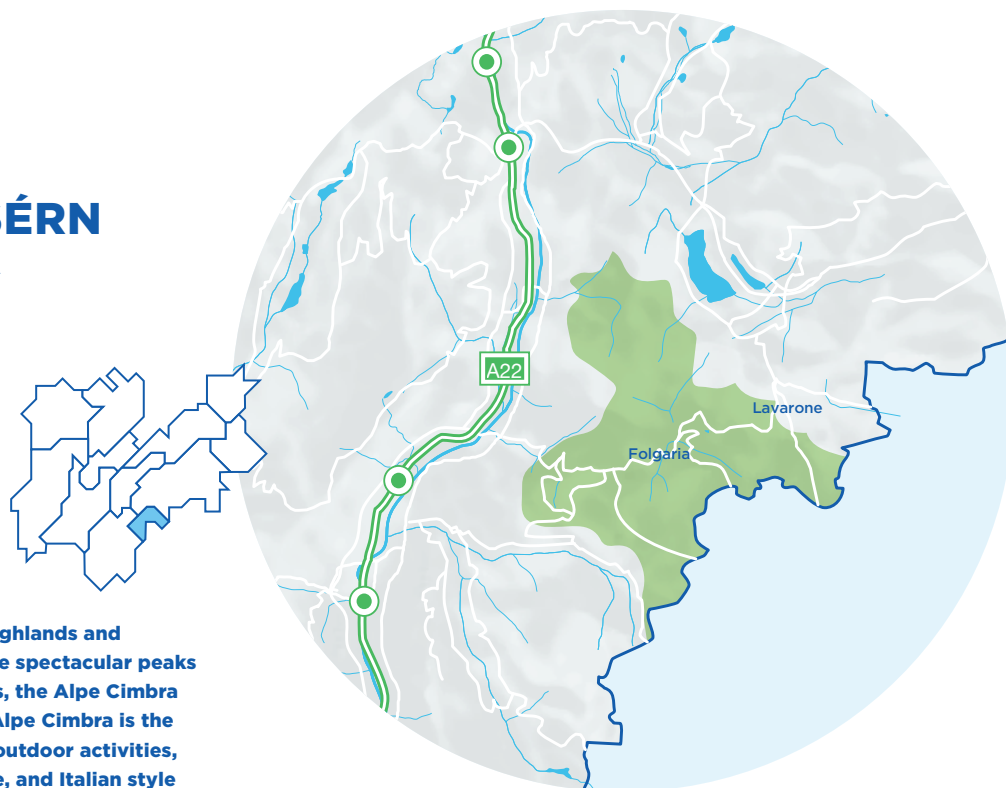 ÉRN
A22
Lavarone
Folgaria
ghlands and
e spectacular peaks
s, the Alpe Cimbra
Alpe Cimbra is the
outdoor activities,
e, and Italian style